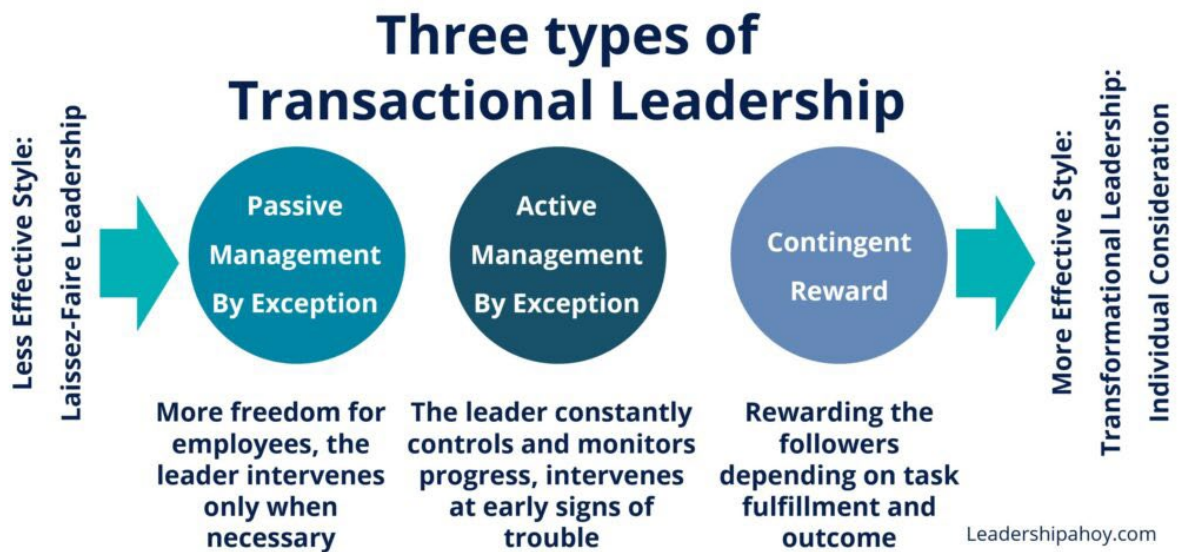 Three types of
Transactional Leadership
Less Effective Style:
Laissez-Faire Leadership
Passive
Management
By Exception
Active
Management
By Exception
Contingent
Reward
More Effective Style:
Transformational Leadership:
Individual Consideration
More freedom for
employees, the
leader intervenes
only when
necessary
The leader constantly
controls and monitors
progress, intervenes
at early signs of
trouble
Rewarding the
followers
depending on task
fulfillment and
outcome
Leadershipahoy.com